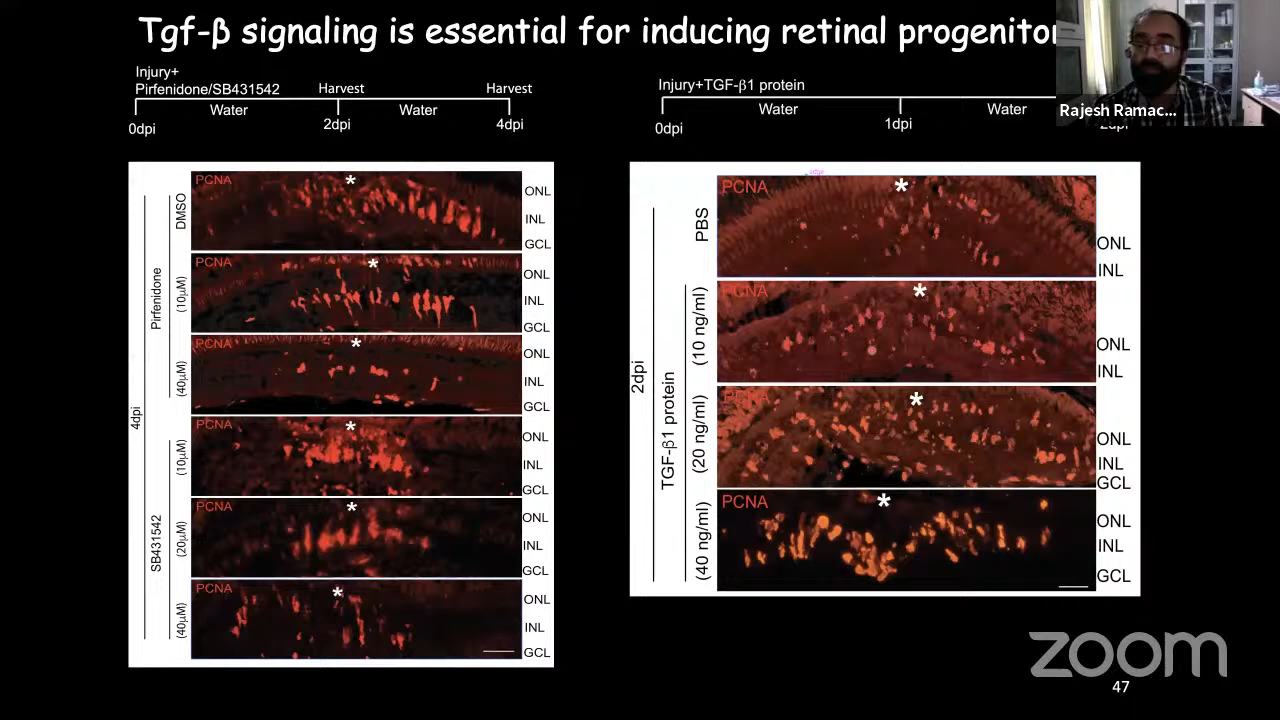 Tgf-β signaling is essential for inducing retinal
Injury+
Pirfenidone/SB431542
Harvest
Harvest
Water
Water
0dpi
2dpi
4dpi
Injury+TGF-β1 protein
Water
Water
0dpi
1dpi
2dpi
Rajesh Ramac...
4dpi
Pirfenidone
SB431542
DMSO
PCNA
ONL
INL
GCL
(10µM)
PCNA
ONL
INL
GCL
(40µM)
PCNA
ONL
INL
GCL
(10µM)
PCNA
ONL
INL
GCL
(20µM)
PCNA
ONL
INL
GCL
(40µM)
PCNA
ONL
INL
GCL
2dpi
TGF-β1 protein
PBS
PCNA
ONL
INL
(10 ng/ml)
PCNA
ONL
INL
(20 ng/ml)
PCNA
ONL
INL
GCL
(40 ng/ml)
PCNA
ONL
INL
GCL
zoom
47